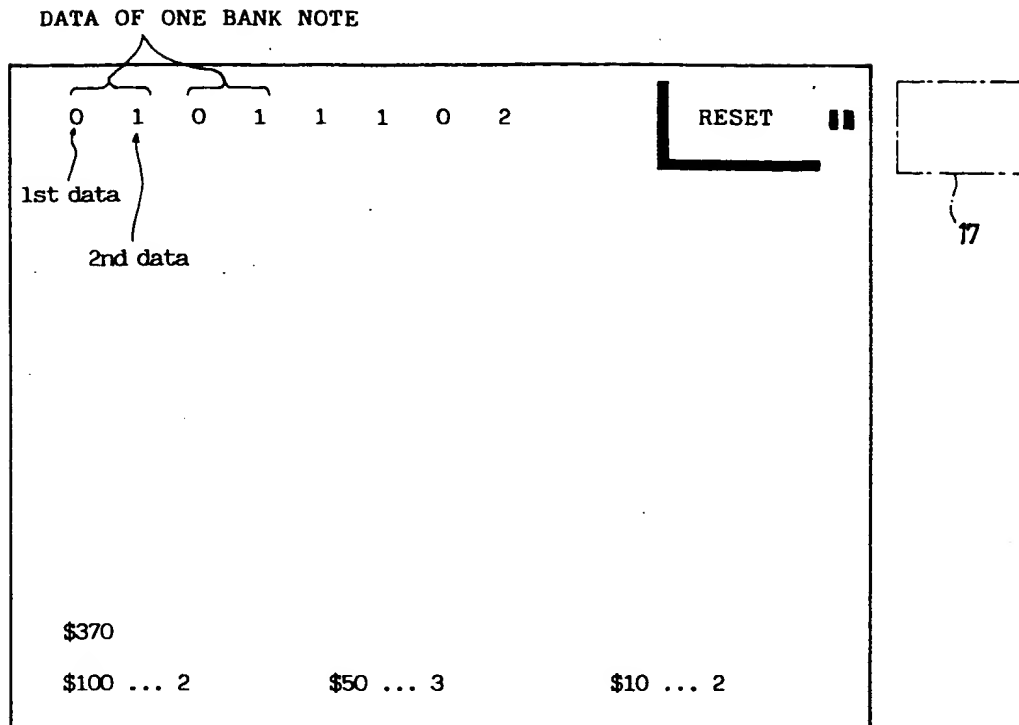 DATA OF ONE BANK NOTE
0 1 0 1 1 1 0 2 RESET
1st data
17
2nd data
$370
$100 ... 2 $50 ... 3 $10 ... 2